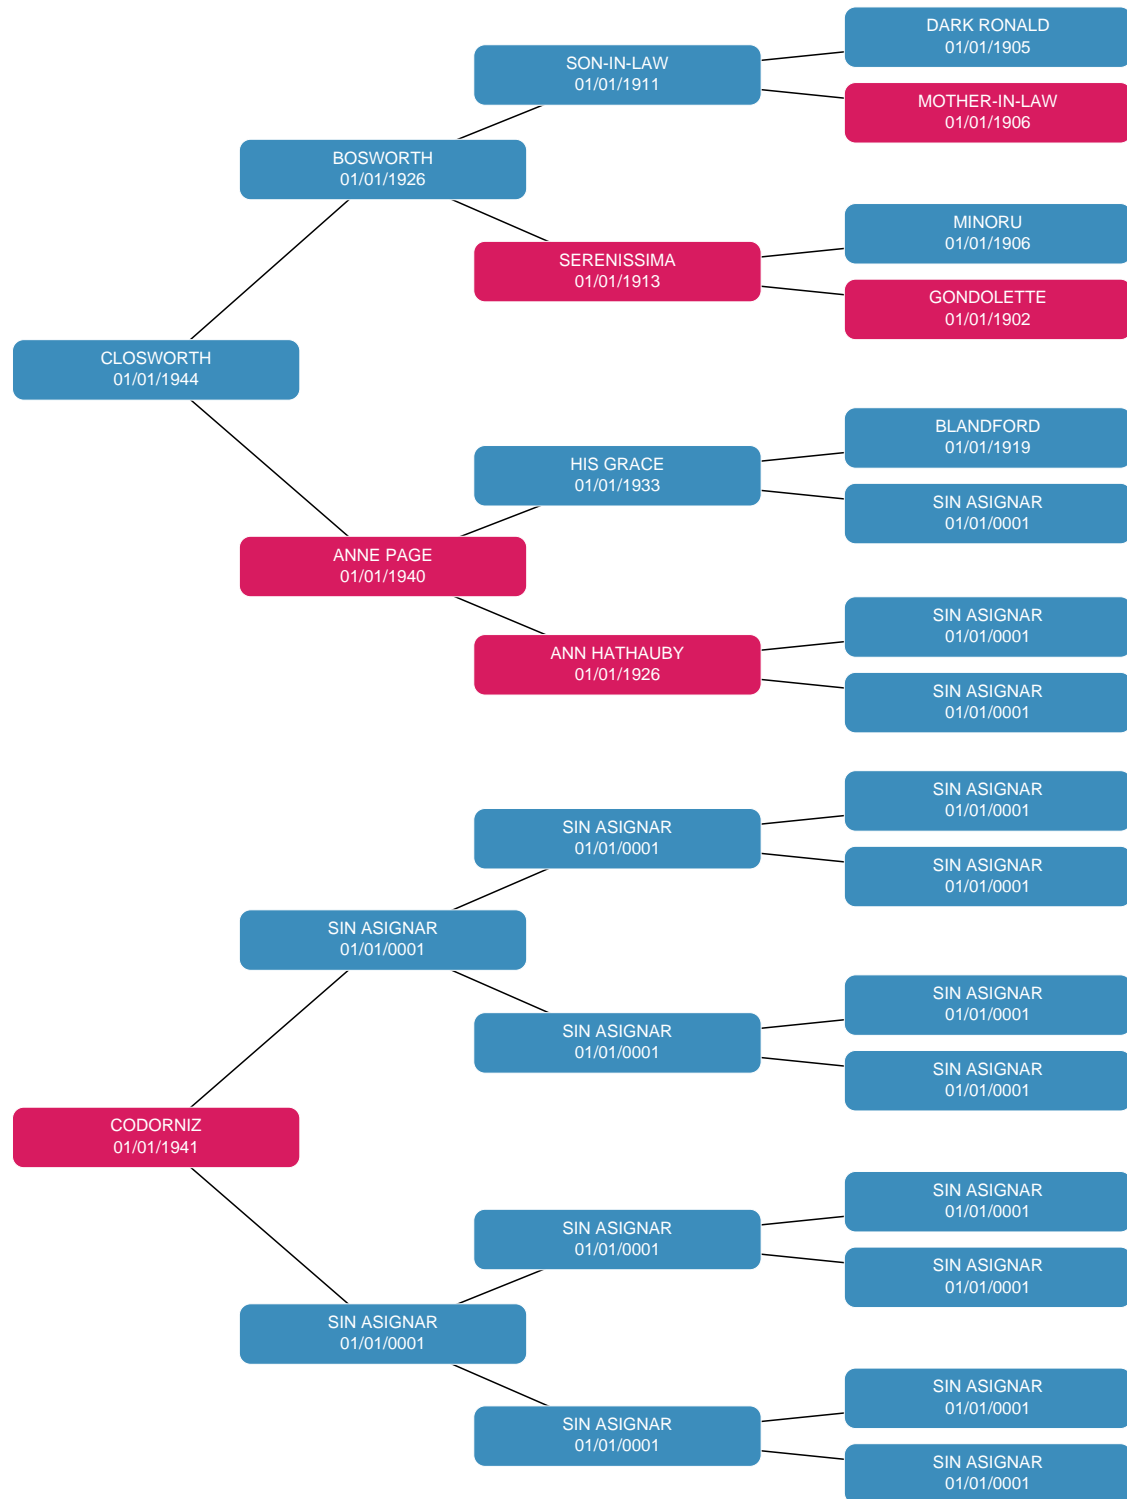 DARK RONALD
01/01/1905
SON-IN-LAW
01/01/1911
MOTHER-IN-LAW
01/01/1906
BOSWORTH
01/01/1926
MINORU
01/01/1906
SERENISSIMA
01/01/1913
GONDOLETTE
01/01/1902
CLOSWORTH
01/01/1944
BLANDFORD
01/01/1919
HIS GRACE
01/01/1933
SIN ASIGNAR
01/01/0001
ANNE PAGE
01/01/1940
SIN ASIGNAR
01/01/0001
ANN HATHAUBY
01/01/1926
SIN ASIGNAR
01/01/0001
SIN ASIGNAR
01/01/0001
SIN ASIGNAR
01/01/0001
SIN ASIGNAR
01/01/0001
SIN ASIGNAR
01/01/0001
SIN ASIGNAR
01/01/0001
SIN ASIGNAR
01/01/0001
SIN ASIGNAR
01/01/0001
CODORNIZ
01/01/1941
SIN ASIGNAR
01/01/0001
SIN ASIGNAR
01/01/0001
SIN ASIGNAR
01/01/0001
SIN ASIGNAR
01/01/0001
SIN ASIGNAR
01/01/0001
SIN ASIGNAR
01/01/0001
SIN ASIGNAR
01/01/0001